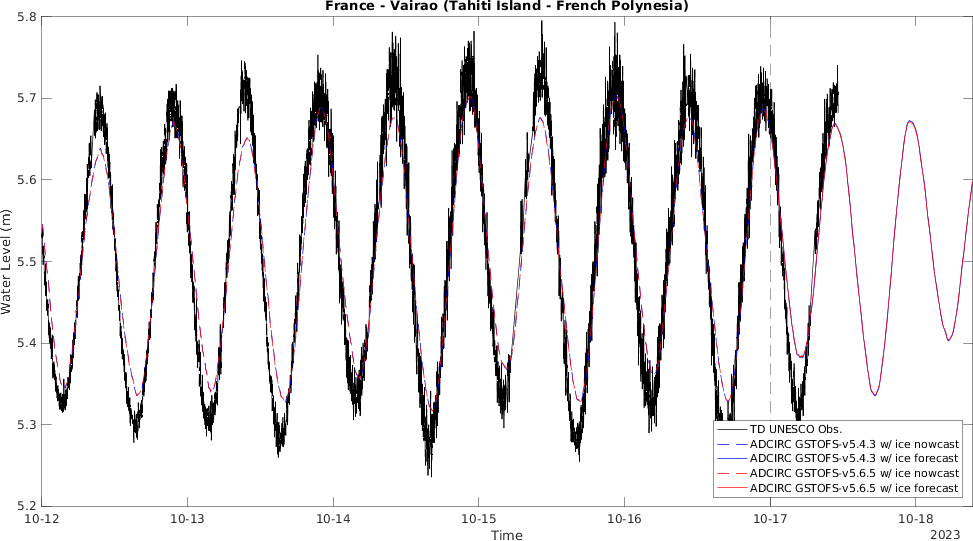 France - Vairao (Tahiti Island - French Polynesia)
5.8
5.7
5.6
5.5
5.4
5.3
5.2
Water Level (m)
TD UNESCO Obs.
ADCIRC GSTOFS-v5.4.3 w/ ice nowcast
ADCIRC GSTOFS-v5.4.3 w/ ice forecast
ADCIRC GSTOFS-v5.6.5 w/ ice nowcast
ADCIRC GSTOFS-v5.6.5 w/ ice forecast
10-12 10-13 10-14 10-15 10-16 10-17 10-18
Time
2023